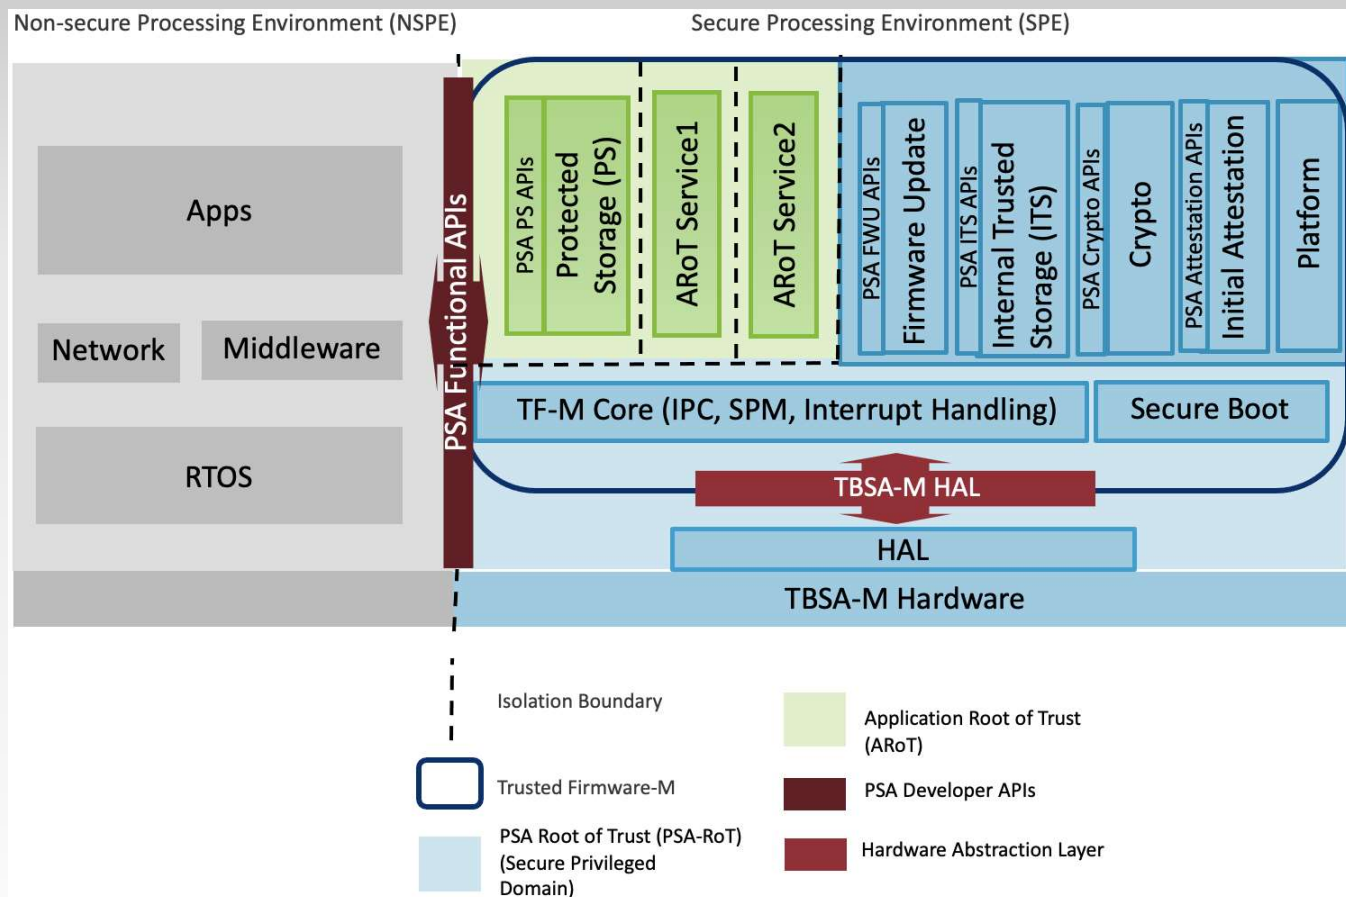 Non-secure Processing Environment (NSPE)
Secure Processing Environment (SPE)
Apps
Network
Middleware
RTOS
PSA Functional APIs
PSA PS APIs
Protected
Storage (PS)
ARoT Service1
ARoT Service2
PSA FWU APIs
Firmware Update
PSA ITS APIs
Internal Trusted
Storage (ITS)
PSA Crypto APIs
Crypto
PSA Attestation APIs
Initial Attestation
Platform
TF-M Core (IPC, SPM, Interrupt Handling)
Secure Boot
TBSA-M HAL
HAL
TBSA-M Hardware
Isolation Boundary
Trusted Firmware-M
PSA Root of Trust (PSA-RoT)
(Secure Privileged
Domain)
Application Root of Trust
(ARoT)
PSA Developer APIs
Hardware Abstraction Layer